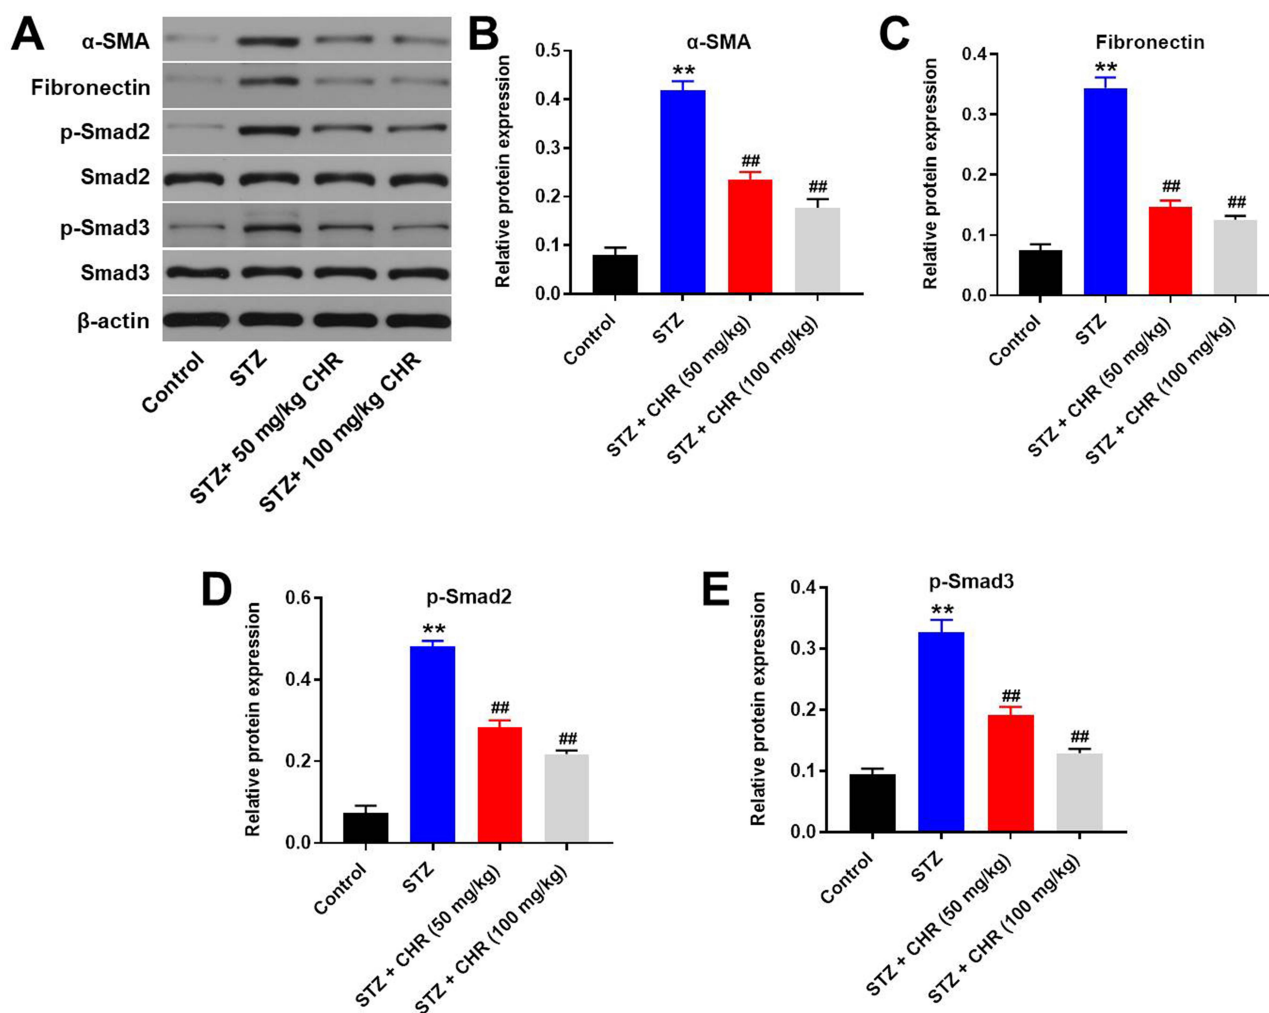 A
α-SMA
Fibronectin
p-Smad2
Smad2
p-Smad3
Smad3
β-actin
Control
STZ
STZ+ 50 mg/kg CHR
STZ+ 100 mg/kg CHR
B
α-SMA
Relative protein expression
0.5
0.4
0.3
0.2
0.1
0.0
**
##
##
Control
STZ
STZ + CHR (50 mg/kg)
STZ + CHR (100 mg/kg)
C
Fibronectin
Relative protein expression
0.4
0.3
0.2
0.1
0.0
**
##
##
Control
STZ
STZ + CHR (50 mg/kg)
STZ + CHR (100 mg/kg)
D
p-Smad2
Relative protein expression
0.6
0.4
0.2
0.0
**
##
##
Control
STZ
STZ + CHR (50 mg/kg)
STZ + CHR (100 mg/kg)
E
p-Smad3
Relative protein expression
0.4
0.3
0.2
0.1
0.0
**
##
##
Control
STZ
STZ + CHR (50 mg/kg)
STZ + CHR (100 mg/kg)